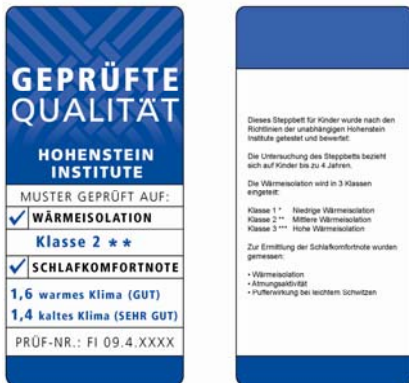 GEPRÜFTE
QUALITÄT
HOHENSTEIN
INSTITUTE
MUSTER GEPRÜFT AUF:
WÄRMEISOLATION
Klasse 2 * *
SCHLAFKOMFORTNOTE
1,6 warmes Klima (GUT)
1,4 kaltes Klima (SEHR GUT)
PRÜF-NR.: FI 09.4.XXXX
Dieses Steppbett für Kinder wurde nach den
Richtlinien der unabhängigen Hohenstein
Institute getestet und bewertet:
Die Untersuchung des Steppbetts bezieht
sich auf Kinder bis zu 4 Jahren.
Die Wärmeisolation wird in 3 Klassen
eingeteilt:
Klasse 1 * Niedrige Wärmeisolation
Klasse 2 ** Mittlere Wärmeisolation
Klasse 3 *** Hohe Wärmeisolation
Zur Ermittlung der Schlafkomfortnote wurden
gemessen:
- Wärmeisolation
- Atmungsaktivität
- Pufferwirkung bei leichtem Schwitzen